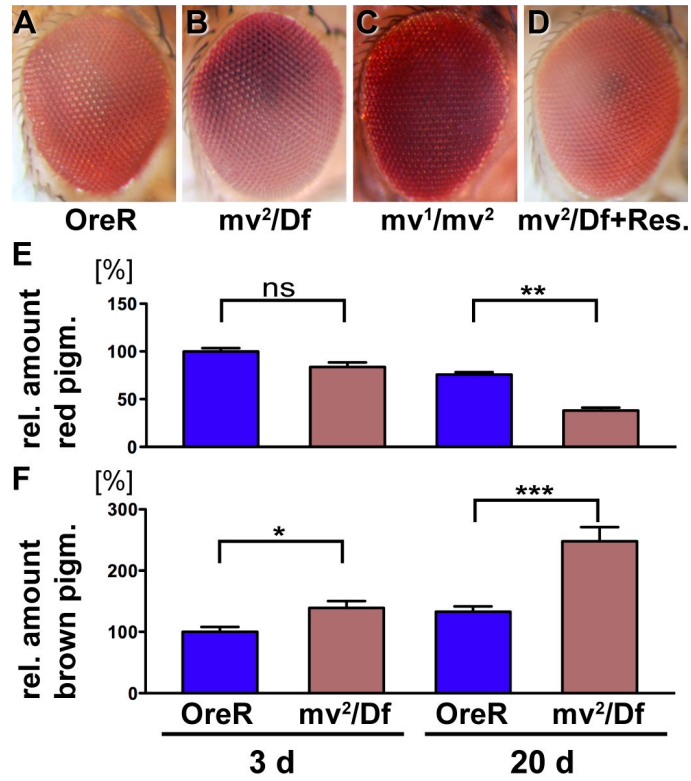 A B C D
OreR mv²/Df mv¹/mv² mv²/Df+Res.
E
[%]
rel. amount
red pigm.
150
100
50
0
ns
**
F
[%]
rel. amount
brown pigm.
300
200
100
0
*
***
OreR mv²/Df OreR mv²/Df
3 d 20 d